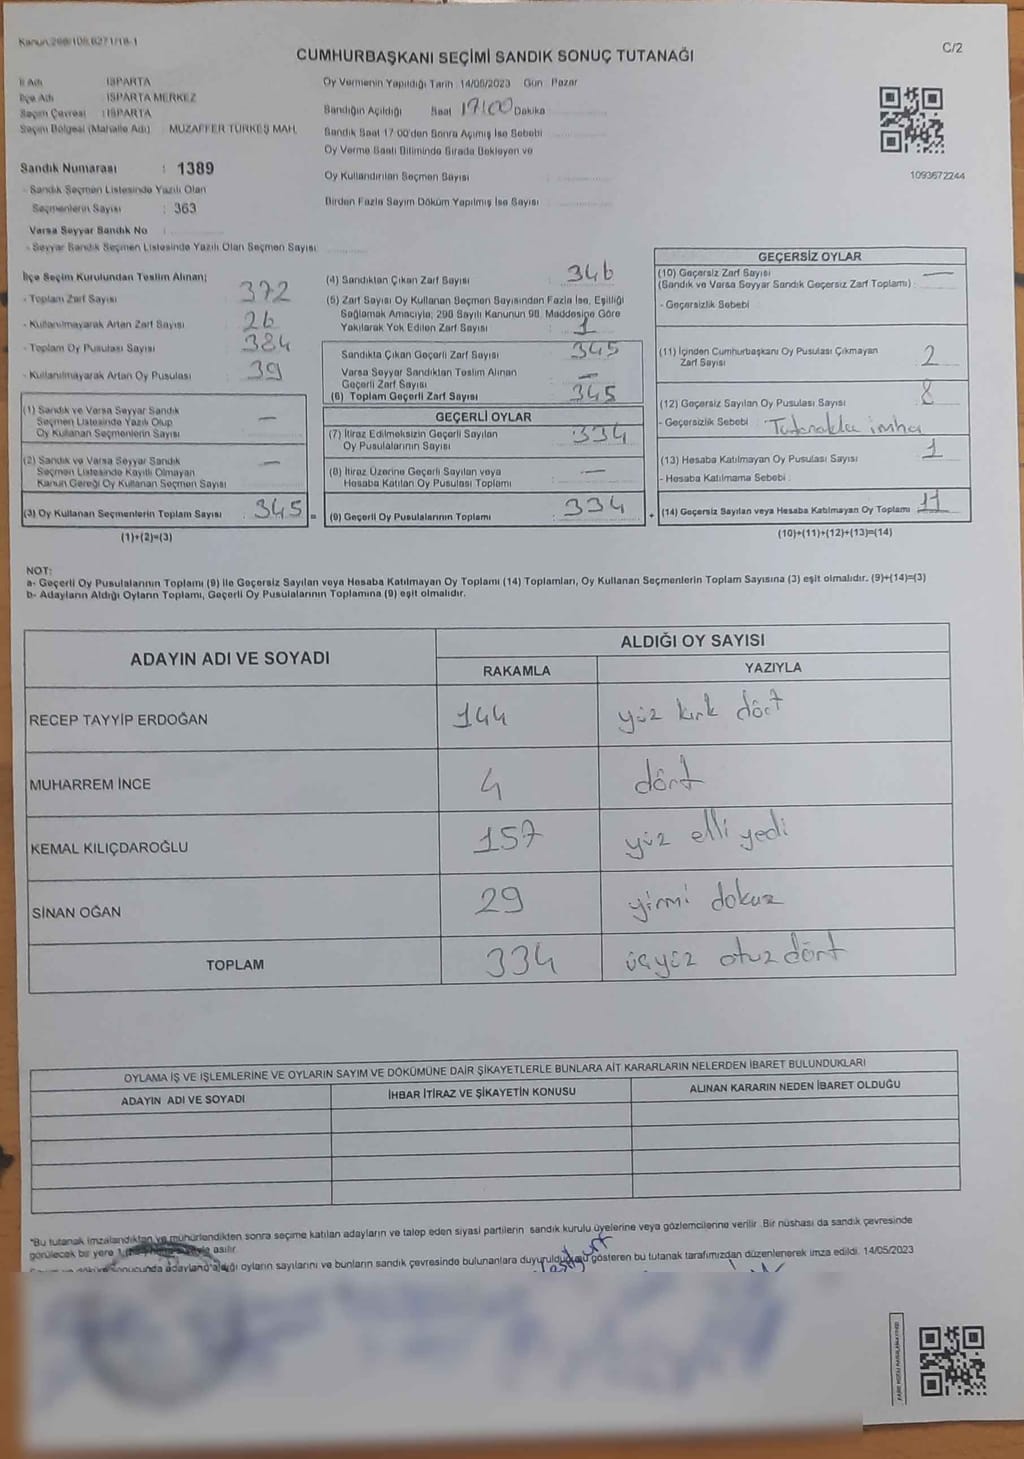 Kanun:298/105,6271/18-1
C/2
CUMHURBAŞKANI SEÇİMİ SANDIK SONUÇ TUTANAĞI
İl Adı : ISPARTA
İlçe Adı : ISPARTA MERKEZ
Seçim Çevresi : ISPARTA
Seçim Bölgesi (Mahalle Adı) : MUZAFFER TÜRKEŞ MAH.
Sandık Numarası : 1389
- Sandık Seçmen Listesinde Yazılı Olan
Seçmenlerin Sayısı : 363
Varsa Seyyar Sandık No :
- Seyyar Sandık Seçmen Listesinde Yazılı Olan Seçmen Sayısı:
Oy Vermenin Yapıldığı Tarih : 14/05/2023 Gün : Pazar
Sandığın Açıldığı Saat 17:00 Dakika
Sandık Saat 17:00'den Sonra Açımış İse Sebebi
Oy Verme Saati Bitiminde Sırada Bekleyen ve
Oy Kullandırılan Seçmen Sayısı
Birden Fazla Sayım Döküm Yapılmış İse Sayısı
1093672244
İlçe Seçim Kurulundan Teslim Alınan;
- Toplam Zarf Sayısı : 372
- Kullanılmayarak Artan Zarf Sayısı : 26
- Toplam Oy Pusulası Sayısı : 384
- Kullanılmayarak Artan Oy Pusulası : 39
(1) Sandık ve Varsa Seyyar Sandık
Seçmen Listesinde Yazılı Olup
Oy Kullanan Seçmenlerin Sayısı : —
(2) Sandık ve Varsa Seyyar Sandık
Seçmen Listesinde Kayıtlı Olmayan
Kanun Gereği Oy Kullanan Seçmen Sayısı : —
(3) Oy Kullanan Seçmenlerin Toplam Sayısı : 345 =
(1)+(2)=(3)
(4) Sandıktan Çıkan Zarf Sayısı : 346
(5) Zarf Sayısı Oy Kullanan Seçmen Sayısından Fazla İse, Eşitliği
Sağlamak Amacıyla; 298 Sayılı Kanunun 98. Maddesine Göre
Yakılarak Yok Edilen Zarf Sayısı : 1
Sandıkta Çıkan Geçerli Zarf Sayısı : 345
Varsa Seyyar Sandıktan Teslim Alınan
Geçerli Zarf Sayısı : —
(6) Toplam Geçerli Zarf Sayısı : 345
GEÇERLİ OYLAR
(7) İtiraz Edilmeksizin Geçerli Sayılan
Oy Pusulalarının Sayısı : 334
(8) İtiraz Üzerine Geçerli Sayılan veya
Hesaba Katılan Oy Pusulası Toplamı : —
(9) Geçerli Oy Pusulalarının Toplamı : 334 +
GEÇERSİZ OYLAR
(10) Geçersiz Zarf Sayısı
(Sandık ve Varsa Seyyar Sandık Geçersiz Zarf Toplamı) : —
- Geçersizlik Sebebi :
(11) İçinden Cumhurbaşkanı Oy Pusulası Çıkmayan
Zarf Sayısı : 2
(12) Geçersiz Sayılan Oy Pusulası Sayısı : 8
- Geçersizlik Sebebi : Tutanakla imha
(13) Hesaba Katılmayan Oy Pusulası Sayısı : 1
- Hesaba Katılmama Sebebi :
(14) Geçersiz Sayılan veya Hesaba Katılmayan Oy Toplamı : 11
(10)+(11)+(12)+(13)=(14)
NOT:
a- Geçerli Oy Pusulalarının Toplamı (9) ile Geçersiz Sayılan veya Hesaba Katılmayan Oy Toplamı (14) Toplamları, Oy Kullanan Seçmenlerin Toplam Sayısına (3) eşit olmalıdır. (9)+(14)=(3)
b- Adayların Aldığı Oyların Toplamı, Geçerli Oy Pusulalarının Toplamına (9) eşit olmalıdır.
ADAYIN ADI VE SOYADI
ALDIĞI OY SAYISI
RAKAMLA YAZIYLA
RECEP TAYYİP ERDOĞAN 144 yüz kırk dört
MUHARREM İNCE 4 dört
KEMAL KILIÇDAROĞLU 157 yüz elli yedi
SİNAN OĞAN 29 yirmi dokuz
TOPLAM 334 üçyüz otuz dört
OYLAMA İŞ VE İŞLEMLERİNE VE OYLARIN SAYIM VE DÖKÜMÜNE DAİR ŞİKAYETLERLE BUNLARA AİT KARARLARIN NELERDEN İBARET BULUNDUKLARI
ADAYIN ADI VE SOYADI İHBAR İTİRAZ VE ŞİKAYETİN KONUSU ALINAN KARARIN NEDEN İBARET OLDUĞU
"Bu tutanak imzalandıktan ve mühürlendikten sonra seçime katılan adayların ve talep eden siyasi partilerin sandık kurulu üyelerine veya gözlemcilerine verilir. Bir nüshası da sandık çevresinde
görülecek bir yere asılır.
sonucunda oyların sayılarını ve bunların sandık çevresinde bulunanlara duyurulduğunu gösteren bu tutanak tarafımızdan düzenlenerek imza edildi. 14/05/2023